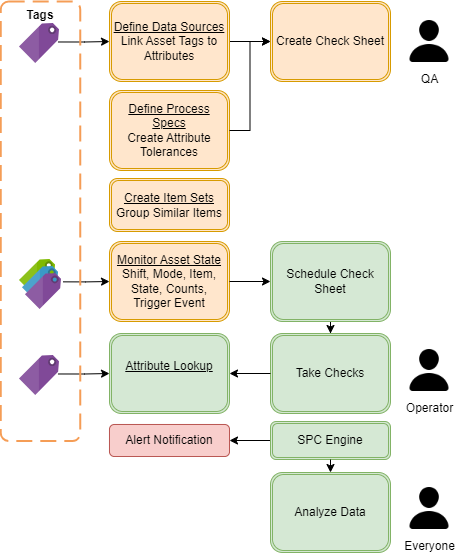 Tags
Define Data Sources
Link Asset Tags to
Attributes
Create Check Sheet
QA
Define Process
Specs
Create Attribute
Tolerances
Create Item Sets
Group Similar Items
Monitor Asset State
Shift, Mode, Item,
State, Counts,
Trigger Event
Schedule Check
Sheet
Attribute Lookup
Take Checks
Operator
Alert Notification
SPC Engine
Analyze Data
Everyone